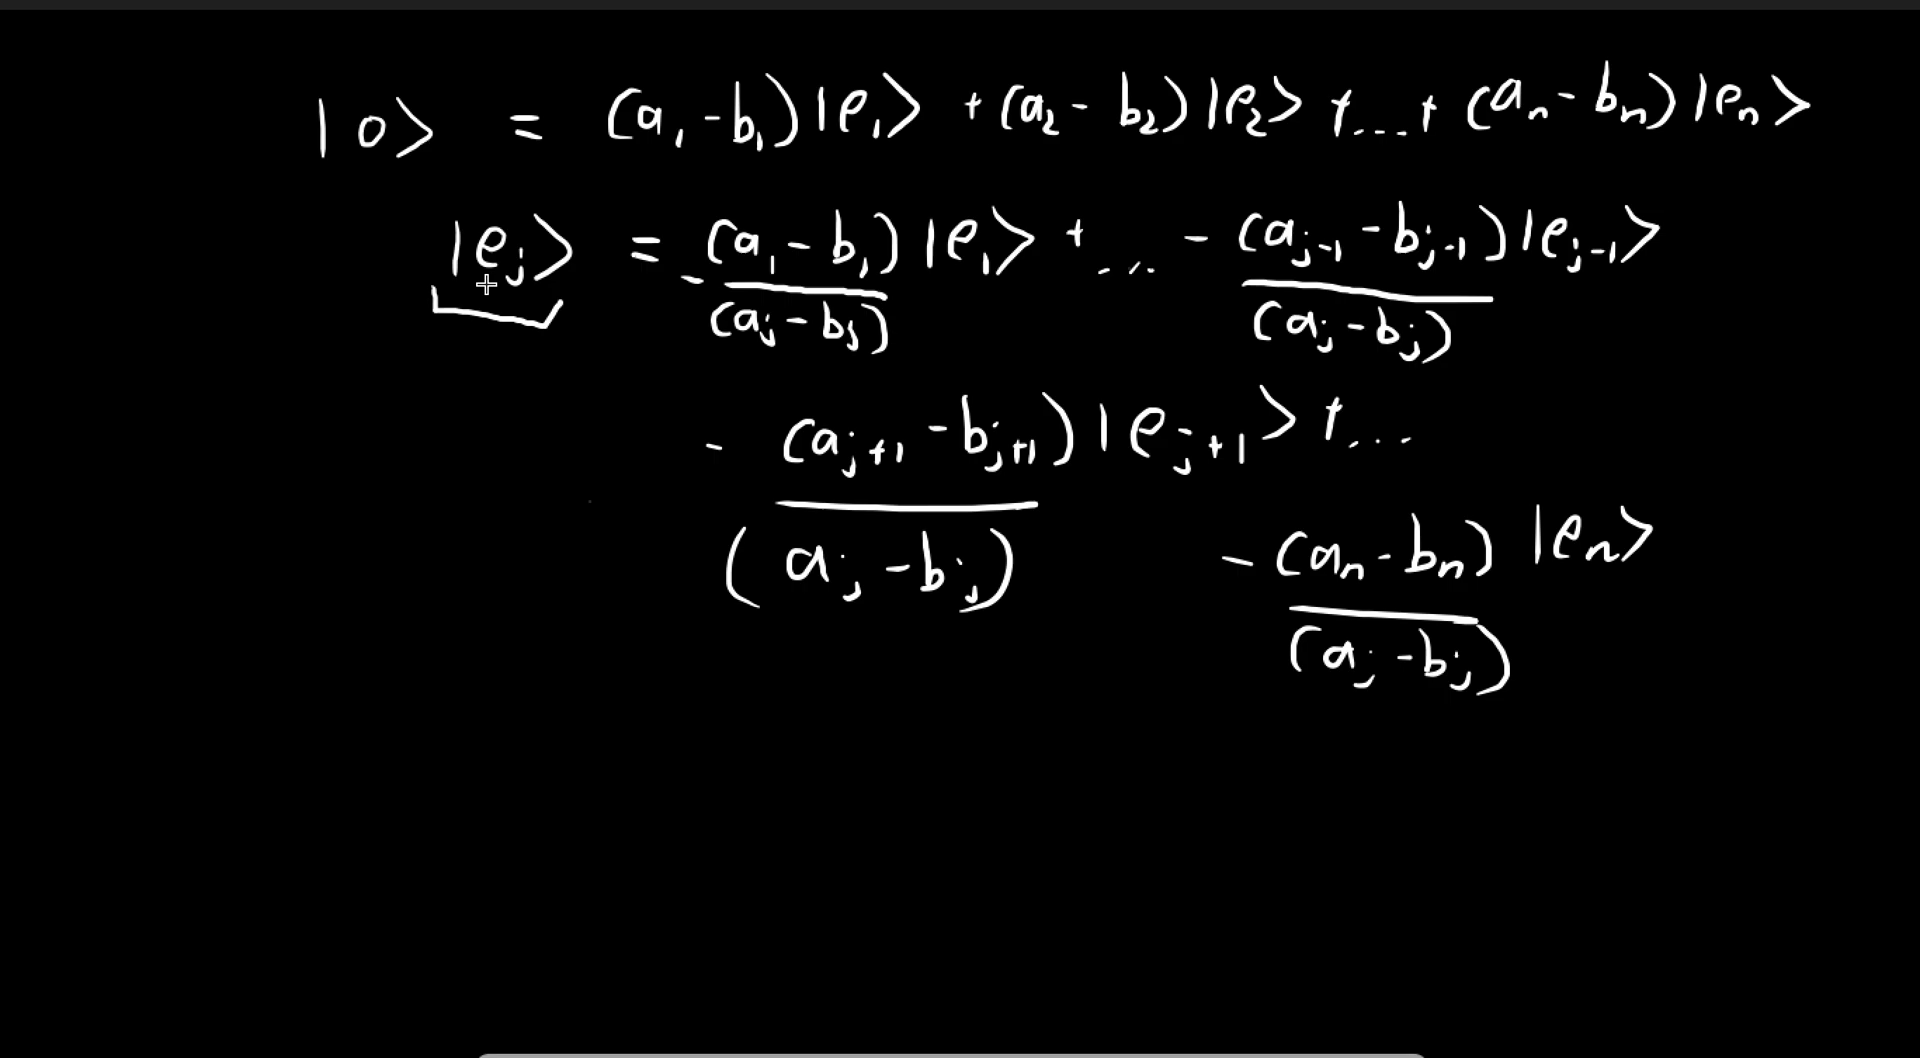 |0> = (a₁ - b₁)|e₁> + (a₂ - b₂)|e₂> + ... + (aₙ - bₙ)|eₙ>
|eⱼ> = - (a₁ - b₁)/(aⱼ - bⱼ) |e₁> + ... - (aⱼ₋₁ - bⱼ₋₁)/(aⱼ - bⱼ) |eⱼ₋₁>
- (aⱼ₊₁ - bⱼ₊₁)/(aⱼ - bⱼ) |eⱼ₊₁> + ...
- (aₙ - bₙ)/(aⱼ - bⱼ) |eₙ>